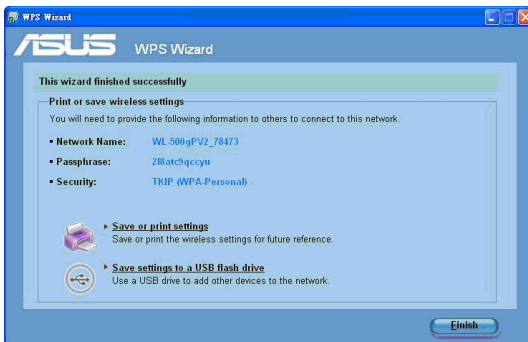 WPS Wizard
ASUS WPS Wizard
This wizard finished successfully
Print or save wireless settings
You will need to provide the following information to others to connect to this network.
▪ Network Name: WL-500gPV2_78473
▪ Passphrase: 2l8atc9qccyu
▪ Security: TKIP (WPA-Personal)
Save or print settings
Save or print the wireless settings for future reference.
Save settings to a USB flash drive
Use a USB drive to add other devices to the network.
Finish